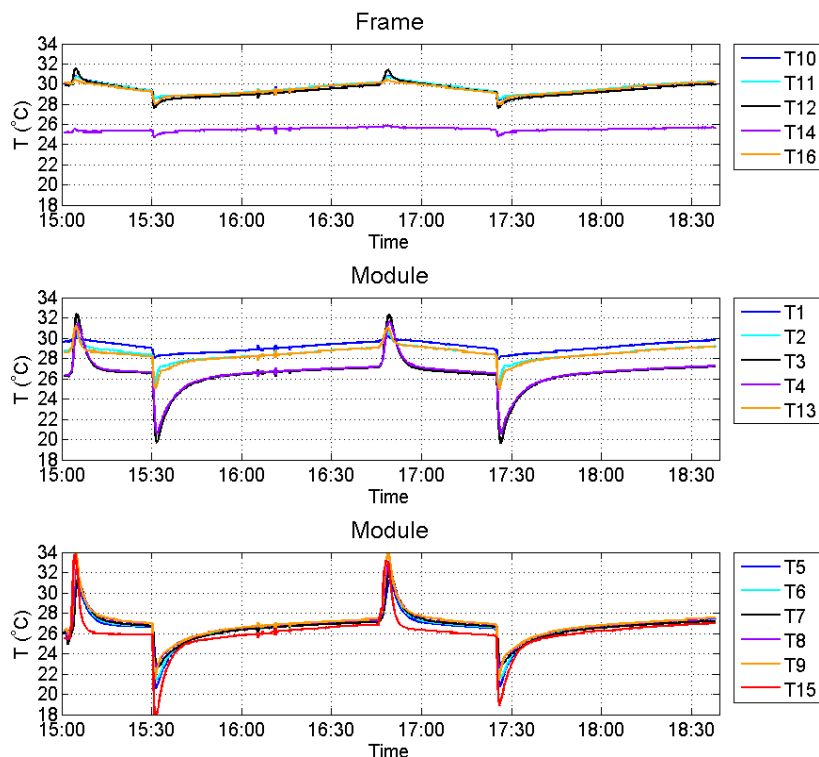 Frame
T (°C)
34
32
30
28
26
24
22
20
18
15:00 15:30 16:00 16:30 17:00 17:30 18:00 18:30
Time
T10
T11
T12
T14
T16
Module
T (°C)
34
32
30
28
26
24
22
20
18
15:00 15:30 16:00 16:30 17:00 17:30 18:00 18:30
Time
T1
T2
T3
T4
T13
Module
T (°C)
34
32
30
28
26
24
22
20
18
15:00 15:30 16:00 16:30 17:00 17:30 18:00 18:30
Time
T5
T6
T7
T8
T9
T15